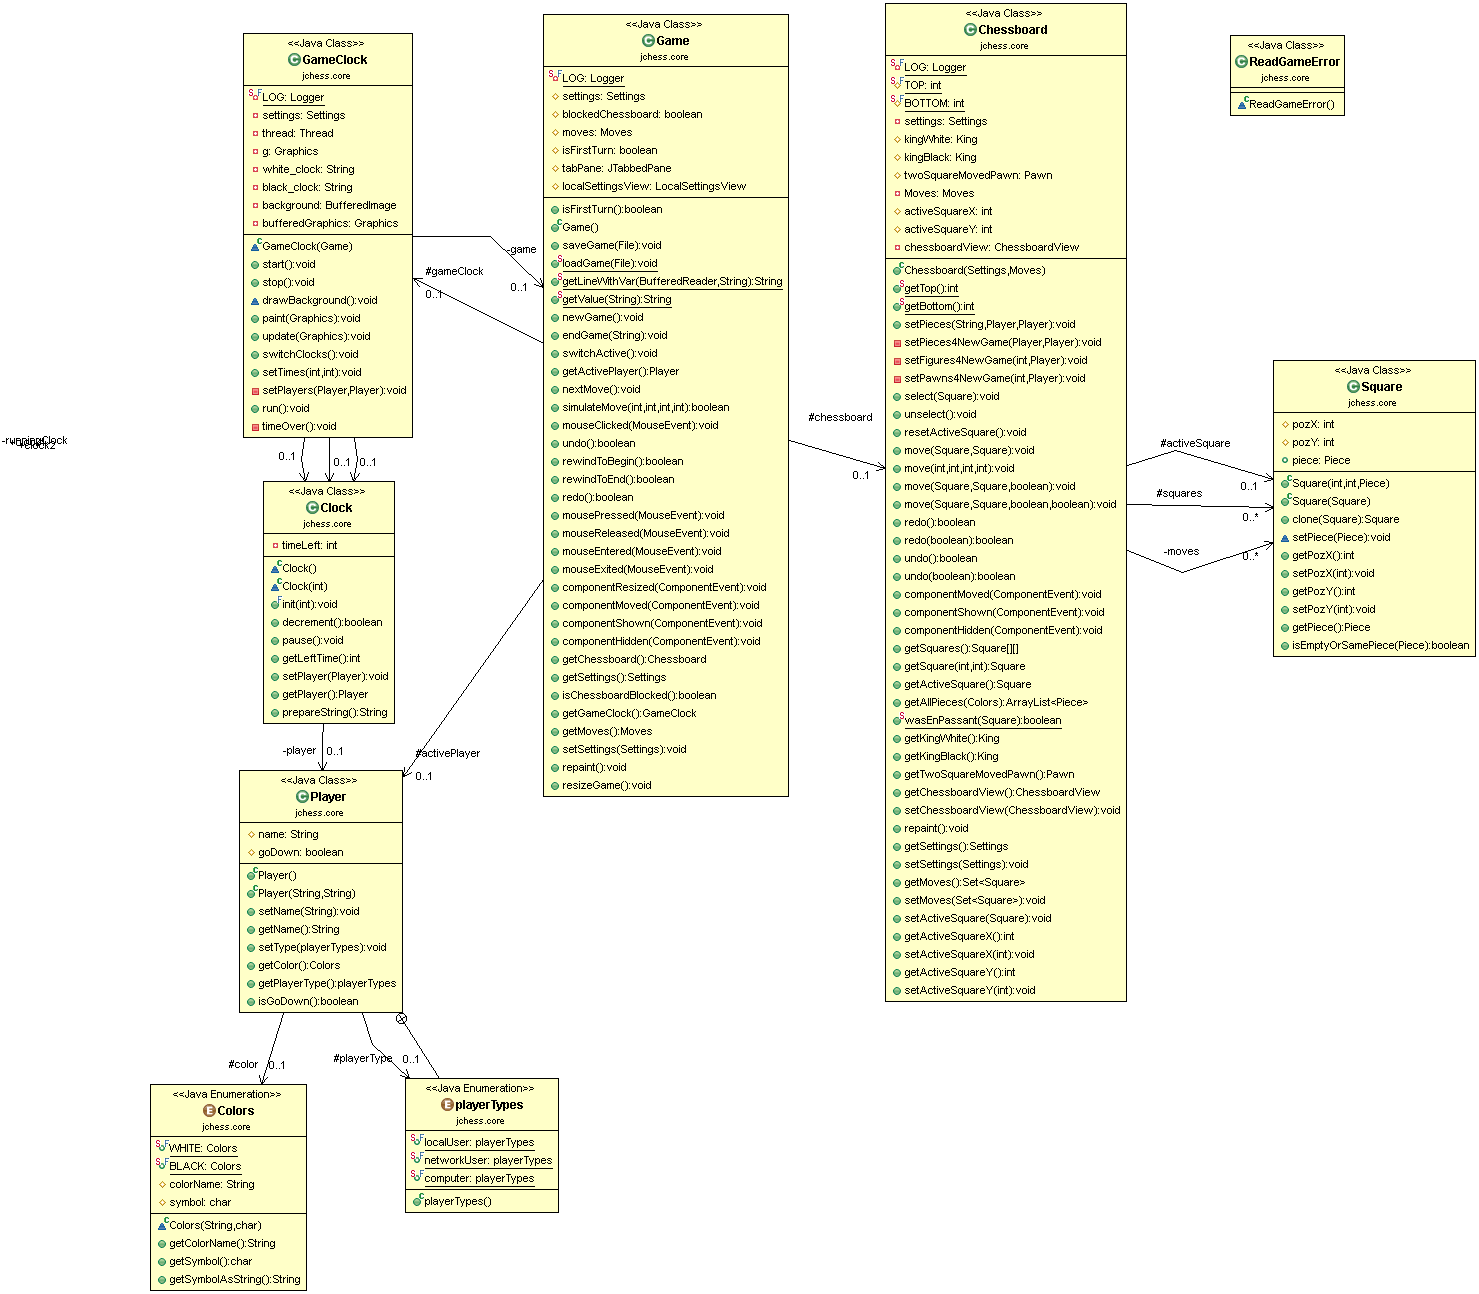 <<Java Class>>
GameClock
jchess.core
LOG: Logger
settings: Settings
thread: Thread
g: Graphics
white_clock: String
black_clock: String
background: BufferedImage
bufferedGraphics: Graphics
GameClock(Game)
start():void
stop():void
drawBackground():void
paint(Graphics):void
update(Graphics):void
switchClocks():void
setTimes(int,int):void
setPlayers(Player,Player):void
run():void
timeOver():void
<<Java Class>>
Game
jchess.core
LOG: Logger
settings: Settings
blockedChessboard: boolean
moves: Moves
isFirstTurn: boolean
tabPane: JTabbedPane
localSettingsView: LocalSettingsView
isFirstTurn():boolean
Game()
saveGame(File):void
loadGame(File):void
getLineWithVar(BufferedReader,String):String
getValue(String):String
newGame():void
endGame(String):void
switchActive():void
getActivePlayer():Player
nextMove():void
simulateMove(int,int,int,int):boolean
mouseClicked(MouseEvent):void
undo():boolean
rewindToBegin():boolean
rewindToEnd():boolean
redo():boolean
mousePressed(MouseEvent):void
mouseReleased(MouseEvent):void
mouseEntered(MouseEvent):void
mouseExited(MouseEvent):void
componentResized(ComponentEvent):void
componentMoved(ComponentEvent):void
componentShown(ComponentEvent):void
componentHidden(ComponentEvent):void
getChessboard():Chessboard
getSettings():Settings
isChessboardBlocked():boolean
getGameClock():GameClock
getMoves():Moves
setSettings(Settings):void
repaint():void
resizeGame():void
<<Java Class>>
Chessboard
jchess.core
LOG: Logger
TOP: int
BOTTOM: int
settings: Settings
kingWhite: King
kingBlack: King
twoSquareMovedPawn: Pawn
Moves: Moves
activeSquareX: int
activeSquareY: int
chessboardView: ChessboardView
Chessboard(Settings,Moves)
getTop():int
getBottom():int
setPieces(String,Player,Player):void
setPieces4NewGame(Player,Player):void
setFigures4NewGame(int,Player):void
setPawns4NewGame(int,Player):void
select(Square):void
unselect():void
resetActiveSquare():void
move(Square,Square):void
move(int,int,int,int):void
move(Square,Square,boolean):void
move(Square,Square,boolean,boolean):void
redo():boolean
redo(boolean):boolean
undo():boolean
undo(boolean):boolean
componentMoved(ComponentEvent):void
componentShown(ComponentEvent):void
componentHidden(ComponentEvent):void
getSquares():Square[][]
getSquare(int,int):Square
getActiveSquare():Square
getAllPieces(Colors):ArrayList<Piece>
wasEnPassant(Square):boolean
getKingWhite():King
getKingBlack():King
getTwoSquareMovedPawn():Pawn
getChessboardView():ChessboardView
setChessboardView(ChessboardView):void
repaint():void
getSettings():Settings
setSettings(Settings):void
getMoves():Set<Square>
setMoves(Set<Square>):void
setActiveSquare(Square):void
getActiveSquareX():int
setActiveSquareX(int):void
getActiveSquareY():int
setActiveSquareY(int):void
<<Java Class>>
ReadGameError
jchess.core
ReadGameError()
<<Java Class>>
Square
jchess.core
pozX: int
pozY: int
piece: Piece
Square(int,int,Piece)
Square(Square)
clone(Square):Square
setPiece(Piece):void
getPozX():int
setPozX(int):void
getPozY():int
setPozY(int):void
getPiece():Piece
isEmptyOrSamePiece(Piece):boolean
-game
0..1
#gameClock
0..1
#chessboard
0..1
#activeSquare
0..1
#squares
0..*
-moves
0..*
-runningClock
0..1
0..1
0..1
<<Java Class>>
Clock
jchess.core
timeLeft: int
Clock()
Clock(int)
init(int):void
decrement():boolean
pause():void
getLeftTime():int
setPlayer(Player):void
getPlayer():Player
prepareString():String
-player
0..1
#activePlayer
0..1
<<Java Class>>
Player
jchess.core
name: String
goDown: boolean
Player()
Player(String,String)
setName(String):void
getName():String
setType(playerTypes):void
getColor():Colors
getPlayerType():playerTypes
isGoDown():boolean
#color
0..1
#playerType
0..1
<<Java Enumeration>>
Colors
jchess.core
WHITE: Colors
BLACK: Colors
colorName: String
symbol: char
Colors(String,char)
getColorName():String
getSymbol():char
getSymbolAsString():String
<<Java Enumeration>>
playerTypes
jchess.core
localUser: playerTypes
networkUser: playerTypes
computer: playerTypes
playerTypes()